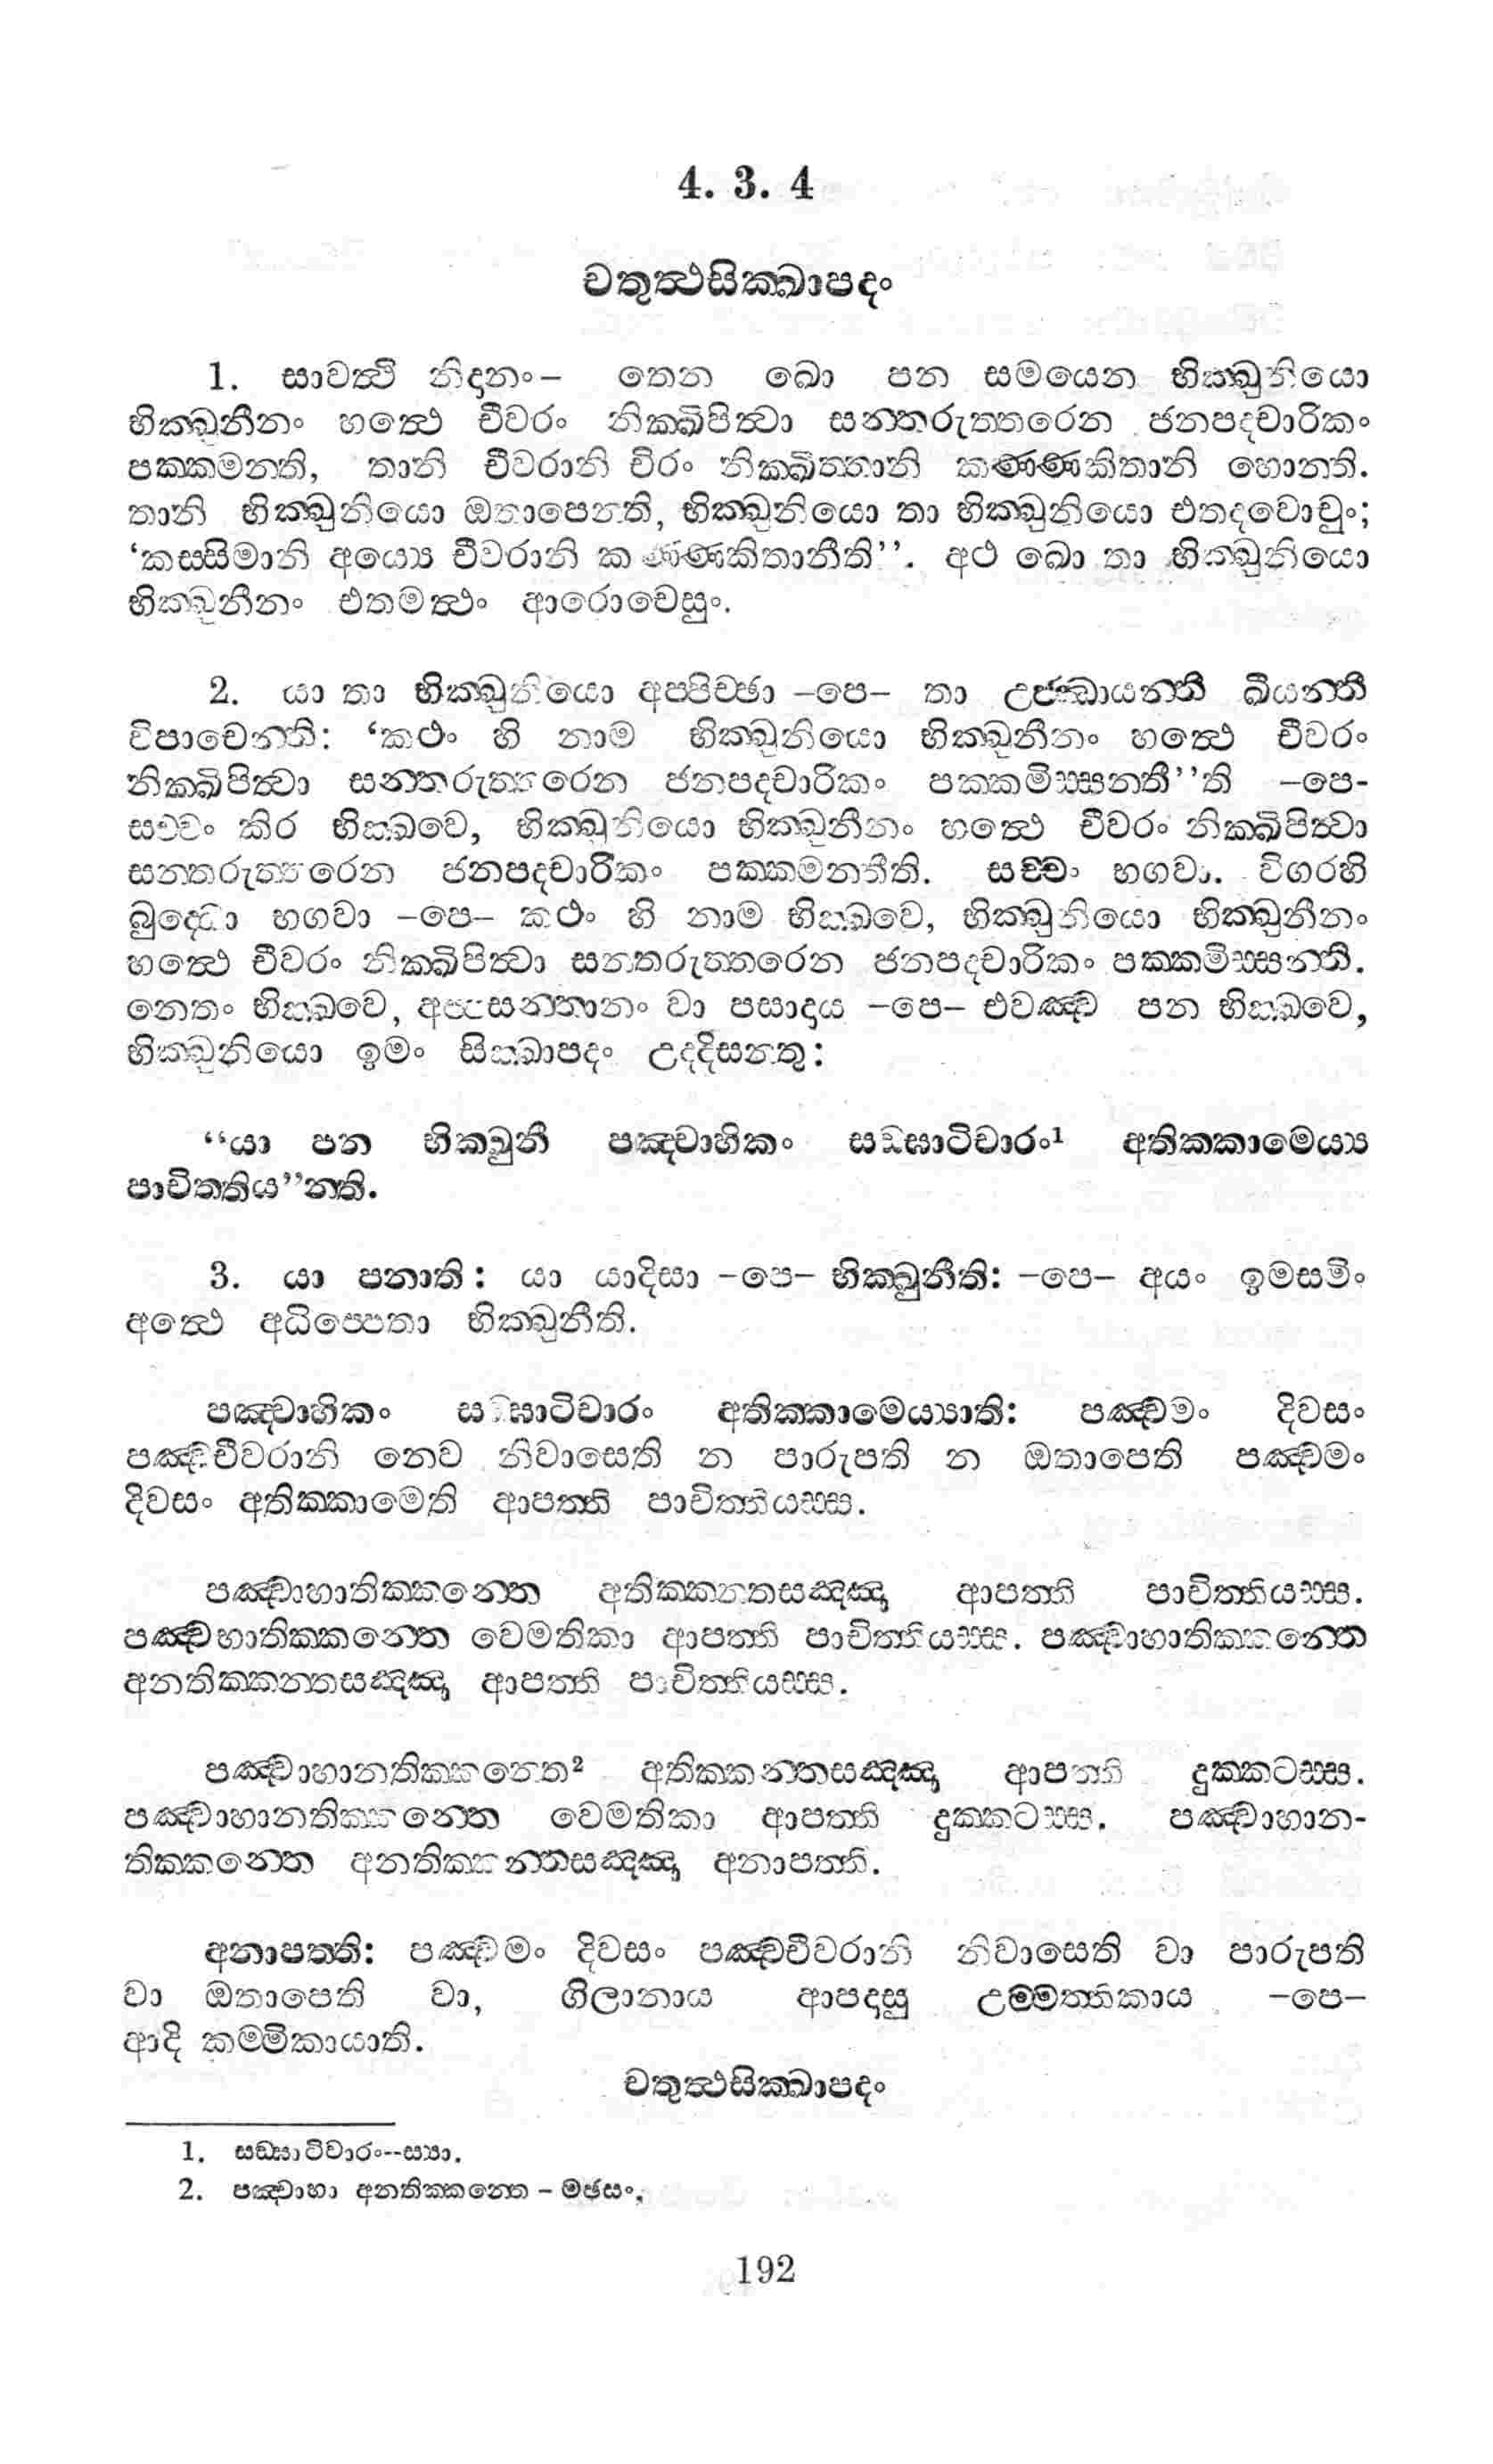 4. 3. 4
චතුත්‍ථසික්‍ඛාපදං
1. සාවත්‍ථි නිදානං– තෙන ඛො පන සමයෙන භික්‍ඛුනියො
භික්‍ඛුනීනං හත්‍ථෙ චීවරං නික්‍ඛිපිත්‍වා සන්‍තරුත්‍තරෙන ජනපදචාරිකං
පක්‍කමන්‍ති, තානි චීවරානි චිරං නික්‍ඛිත්‍තානි කණ්‍ණකිතානි හොන්‍ති.
තානි භික්‍ඛුනියො ඔතාපෙන්‍ති, භික්‍ඛුනියො තා භික්‍ඛුනියො එතදවොචුං;
‘කස්සිමානි අය්‍යෙ චීවරානි කණ්‍ණකිතානීති’’. අථ ඛො තා භික්‍ඛුනියො
භික්‍ඛුනීනං එතමත්‍ථං ආරොචෙසුං.
2. යා තා භික්‍ඛුනියො අප්පිච්ඡා –පෙ– තා උජ්ඣායන්‍ති ඛීයන්‍ති
විපාචෙන්‍ති: ‘කථං හි නාම භික්‍ඛුනියො භික්‍ඛුනීනං හත්‍ථෙ චීවරං
නික්‍ඛිපිත්‍වා සන්‍තරුත්‍තරෙන ජනපදචාරිකං පක්‍කමිස්සන්‍තී’’ති –පෙ-
සච්චං කිර භික්‍ඛවෙ, භික්‍ඛුනියො භික්‍ඛුනීනං හත්‍ථෙ චීවරං නික්‍ඛිපිත්‍වා
සන්‍තරුත්‍තරෙන ජනපදචාරිකං පක්‍කමන්‍තීති. සච්චං භගවා. විගරහි
බුද්ධො භගවා –පෙ– කථං හි නාම භික්‍ඛවෙ, භික්‍ඛුනියො භික්‍ඛුනීනං
හත්‍ථෙ චීවරං නික්‍ඛිපිත්‍වා සන්‍තරුත්‍තරෙන ජනපදචාරිකං පක්‍කමිස්සන්‍ති.
නෙතං භික්‍ඛවෙ, අප්පසන්‍නානං වා පසාදාය –පෙ– එවඤ්ච පන භික්‍ඛවෙ,
භික්‍ඛුනියො ඉමං සික්‍ඛාපදං උද්දිසන්‍තු:
‘‘යා පන භික්‍ඛුනී පඤ්චාහිකං සඞ්ඝාටිචාරං¹ අතික්‍කාමෙය්‍ය
පාචිත්‍තිය’’න්‍ති.
3. යා පනාති: යා යාදිසා –පෙ– භික්‍ඛුනීති: –පෙ– අයං ඉමස්මිං
අත්‍ථෙ අධිප්පෙතා භික්‍ඛුනීති.
පඤ්චාහිකං සඞ්ඝාටිචාරං අතික්‍කාමෙය්‍යාති: පඤ්චමං දිවසං
පඤ්චචීවරානි නෙව නිවාසෙති න පාරුපති න ඔතාපෙති පඤ්චමං
දිවසං අතික්‍කාමෙති ආපත්‍ති පාචිත්‍තියස්ස.
පඤ්චාහාතික්‍කන්‍තෙ අතික්‍කන්‍තසඤ්ඤා ආපත්‍ති පාචිත්‍තියස්ස.
පඤ්චහාතික්‍කන්‍තෙ වෙමතිකා ආපත්‍ති පාචිත්‍තියස්ස. පඤ්චාහාතික්‍කන්‍තෙ
අනතික්‍කන්‍තසඤ්ඤා ආපත්‍ති පාචිත්‍තියස්ස.
පඤ්චාහානතික්‍කන්‍තෙ² අතික්‍කන්‍තසඤ්ඤා ආපත්‍ති දුක්‍කටස්ස.
පඤ්චාහානතික්‍කන්‍තෙ වෙමතිකා ආපත්‍ති දුක්‍කටස්ස. පඤ්චාහාන-
තික්‍කන්‍තෙ අනතික්‍කන්‍තසඤ්ඤා අනාපත්‍ති.
අනාපත්‍ති: පඤ්චමං දිවසං පඤ්චචීවරානි නිවාසෙති වා පාරුපති
වා ඔතාපෙති වා, ගිලානාය ආපදාසු උම්මත්‍තිකාය –පෙ–
ආදි කම්මිකායාති.
චතුත්‍ථසික්‍ඛාපදං
1. සඞ්ඝාටිවාරං--ස්‍යා.
2. පඤ්චාහා අනතික්‍කන්‍තෙ – මඡසං,
192